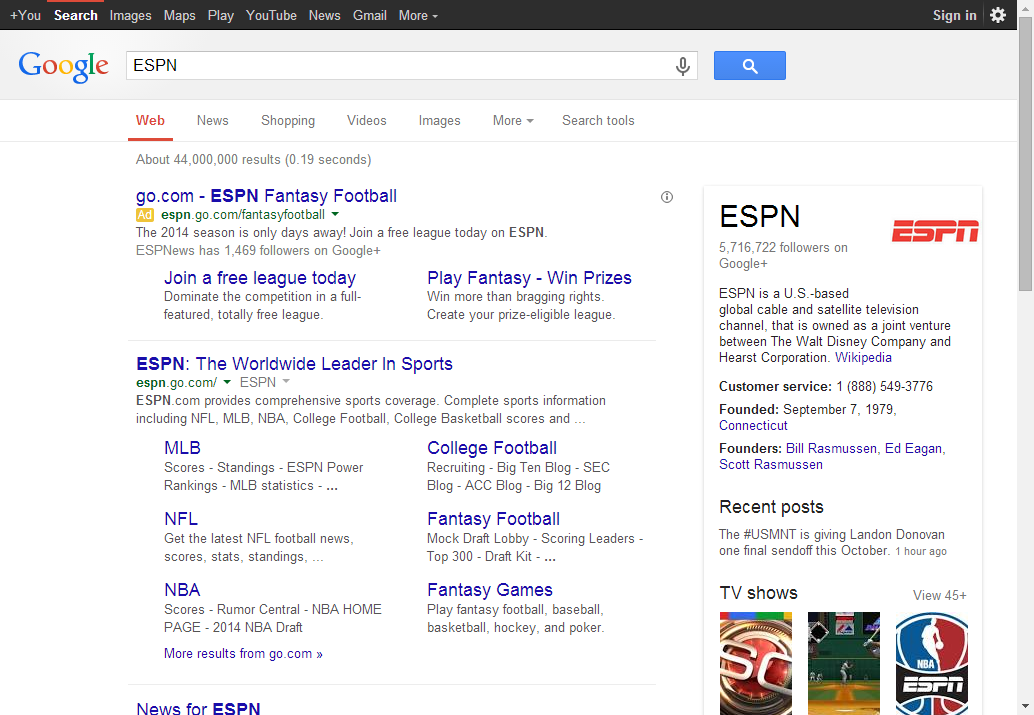 +You Search Images Maps Play YouTube News Gmail More Sign in
Google ESPN
Web News Shopping Videos Images More Search tools
About 44,000,000 results (0.19 seconds)
go.com - ESPN Fantasy Football
Ad espn.go.com/fantasyfootball
The 2014 season is only days away! Join a free league today on ESPN.
ESPNews has 1,469 followers on Google+
Join a free league today
Dominate the competition in a full-
featured, totally free league.
Play Fantasy - Win Prizes
Win more than bragging rights.
Create your prize-eligible league.
ESPN: The Worldwide Leader In Sports
espn.go.com/ ESPN
ESPN.com provides comprehensive sports coverage. Complete sports information
including NFL, MLB, NBA, College Football, College Basketball scores and ...
MLB
Scores - Standings - ESPN Power
Rankings - MLB statistics - ...
College Football
Recruiting - Big Ten Blog - SEC
Blog - ACC Blog - Big 12 Blog
NFL
Get the latest NFL football news,
scores, stats, standings, ...
Fantasy Football
Mock Draft Lobby - Scoring Leaders -
Top 300 - Draft Kit - ...
NBA
Scores - Rumor Central - NBA HOME
PAGE - 2014 NBA Draft
Fantasy Games
Play fantasy football, baseball,
basketball, hockey, and poker.
More results from go.com »
News for ESPN
ESPN
ESPN
5,716,722 followers on
Google+
ESPN is a U.S.-based
global cable and satellite television
channel, that is owned as a joint venture
between The Walt Disney Company and
Hearst Corporation. Wikipedia
Customer service: 1 (888) 549-3776
Founded: September 7, 1979,
Connecticut
Founders: Bill Rasmussen, Ed Eagan,
Scott Rasmussen
Recent posts
The #USMNT is giving Landon Donovan
one final sendoff this October. 1 hour ago
TV shows View 45+
SC
NBA
ESPN